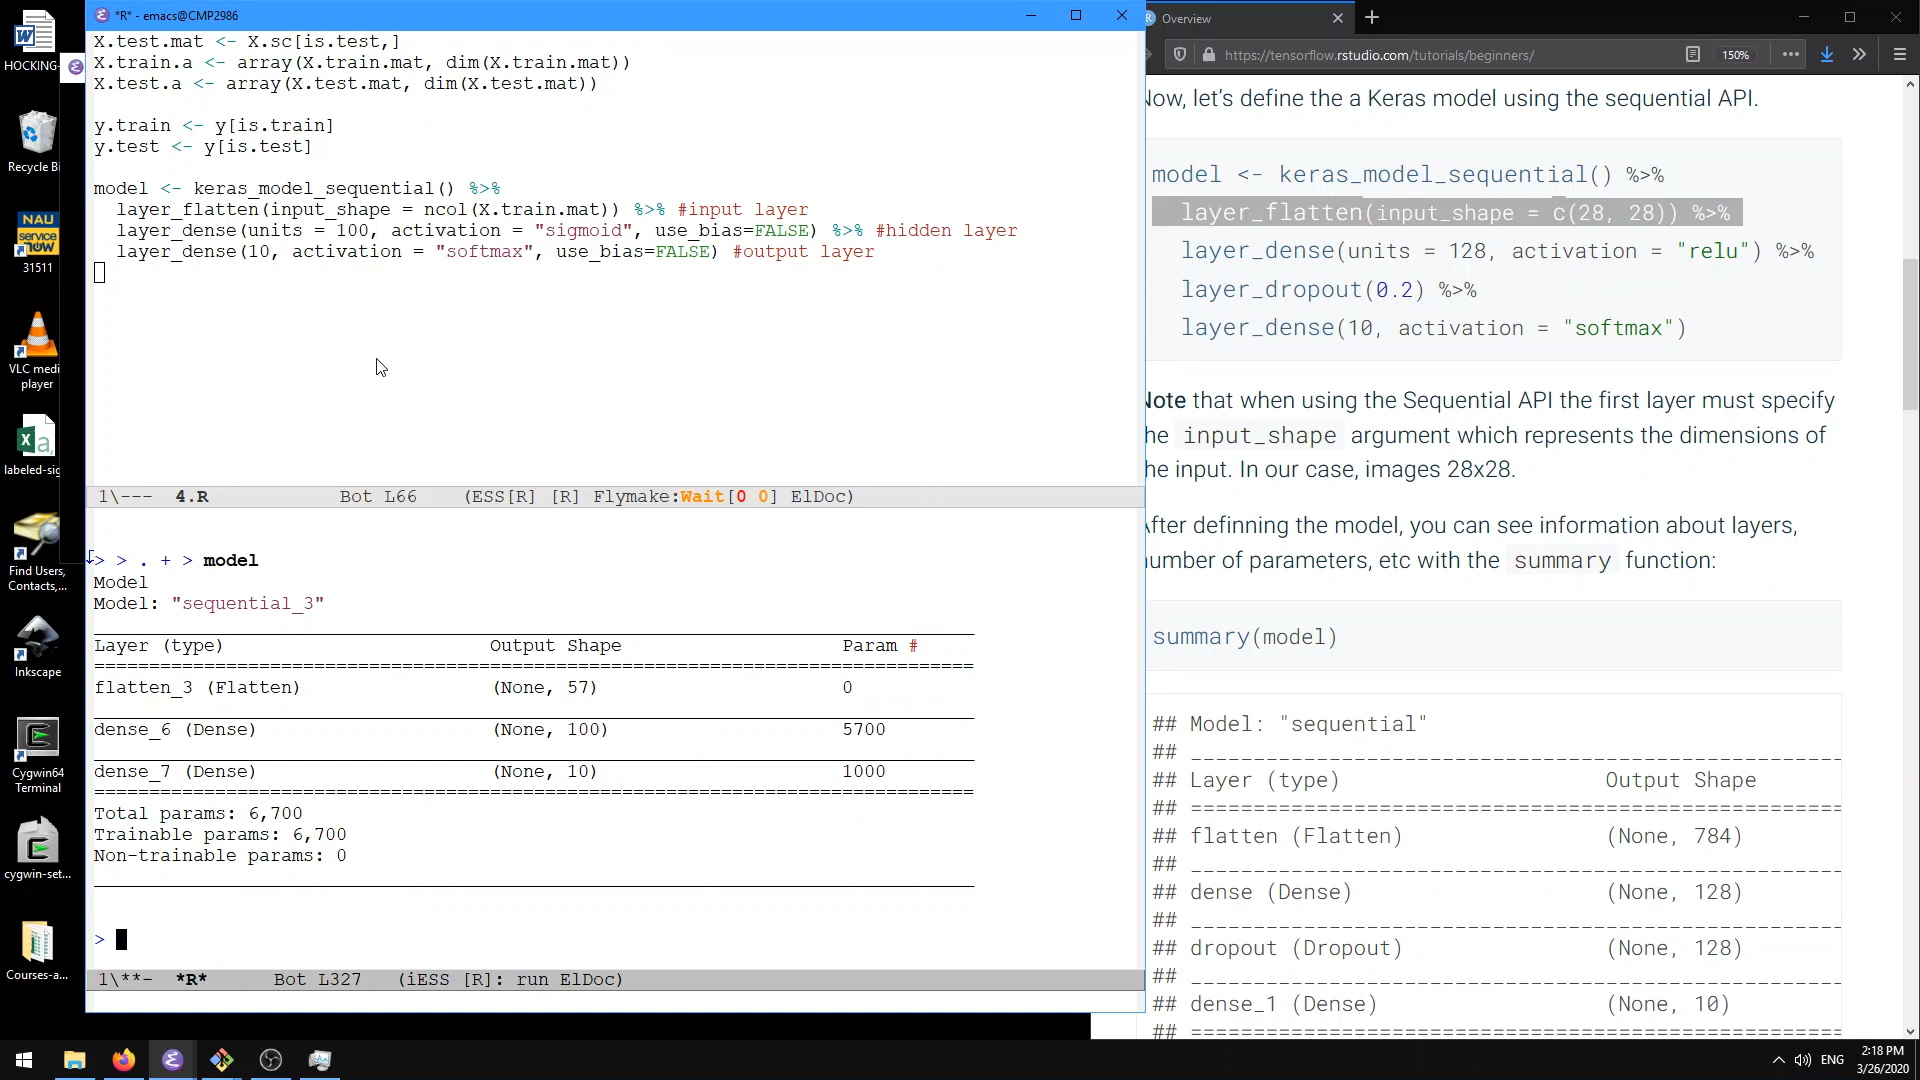 *R* - emacs@CMP2986
X.test.mat <- X.sc[is.test,]
X.train.a <- array(X.train.mat, dim(X.train.mat))
X.test.a <- array(X.test.mat, dim(X.test.mat))
y.train <- y[is.train]
y.test <- y[is.test]
model <- keras_model_sequential() %>%
layer_flatten(input_shape = ncol(X.train.mat)) %>% #input layer
layer_dense(units = 100, activation = "sigmoid", use_bias=FALSE) %>% #hidden layer
layer_dense(10, activation = "softmax", use_bias=FALSE) #output layer
1\--- 4.R Bot L66 (ESS[R] [R] Flymake:Wait[0 0] ElDoc)
> > . + > model
Model
Model: "sequential_3"
Layer (type) Output Shape Param #
================================================================================
flatten_3 (Flatten) (None, 57) 0
dense_6 (Dense) (None, 100) 5700
dense_7 (Dense) (None, 10) 1000
================================================================================
Total params: 6,700
Trainable params: 6,700
Non-trainable params: 0
>
1\**- *R* Bot L327 (iESS [R]: run ElDoc)
HOCKING-
Recycle Bi
NAU
service
now
31511
VLC medi
player
labeled-sig
Find Users,
Contacts,...
Inkscape
Cygwin64
Terminal
cygwin-set...
Courses-a...
Overview
https://tensorflow.rstudio.com/tutorials/beginners/
150%
Now, let's define the a Keras model using the sequential API.
model <- keras_model_sequential() %>%
layer_flatten(input_shape = c(28, 28)) %>%
layer_dense(units = 128, activation = "relu") %>%
layer_dropout(0.2) %>%
layer_dense(10, activation = "softmax")
Note that when using the Sequential API the first layer must specify
the input_shape argument which represents the dimensions of
the input. In our case, images 28x28.
After definning the model, you can see information about layers,
number of parameters, etc with the summary function:
summary(model)
## Model: "sequential"
## ___________________________________________
## Layer (type) Output Shape
## ===========================================
## flatten (Flatten) (None, 784)
## ___________________________________________
## dense (Dense) (None, 128)
## ___________________________________________
## dropout (Dropout) (None, 128)
## ___________________________________________
## dense_1 (Dense) (None, 10)
## ===========================================
ENG
2:18 PM
3/26/2020